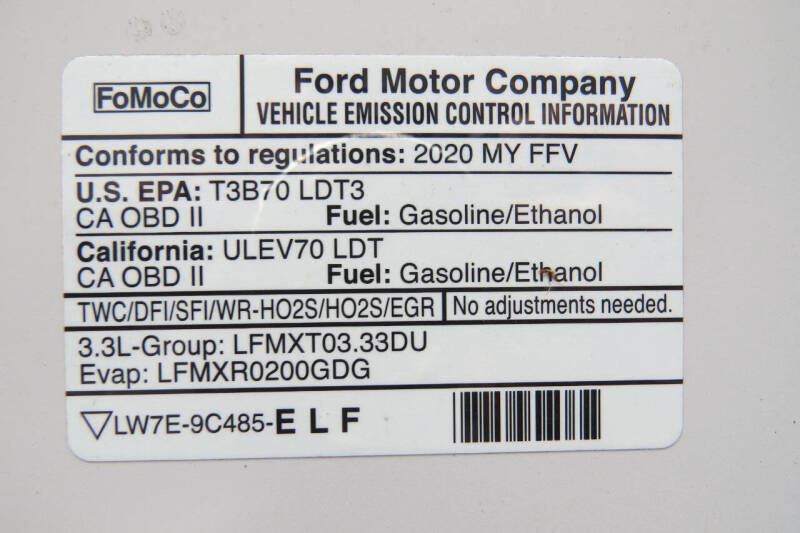 FoMoCo
Ford Motor Company
VEHICLE EMISSION CONTROL INFORMATION
Conforms to regulations: 2020 MY FFV
U.S. EPA: T3B70 LDT3
CA OBD II Fuel: Gasoline/Ethanol
California: ULEV70 LDT
CA OBD II Fuel: Gasoline/Ethanol
TWC/DFI/SFI/WR-HO2S/HO2S/EGR No adjustments needed.
3.3L-Group: LFMXT03.33DU
Evap: LFMXR0200GDG
LW7E-9C485-E L F